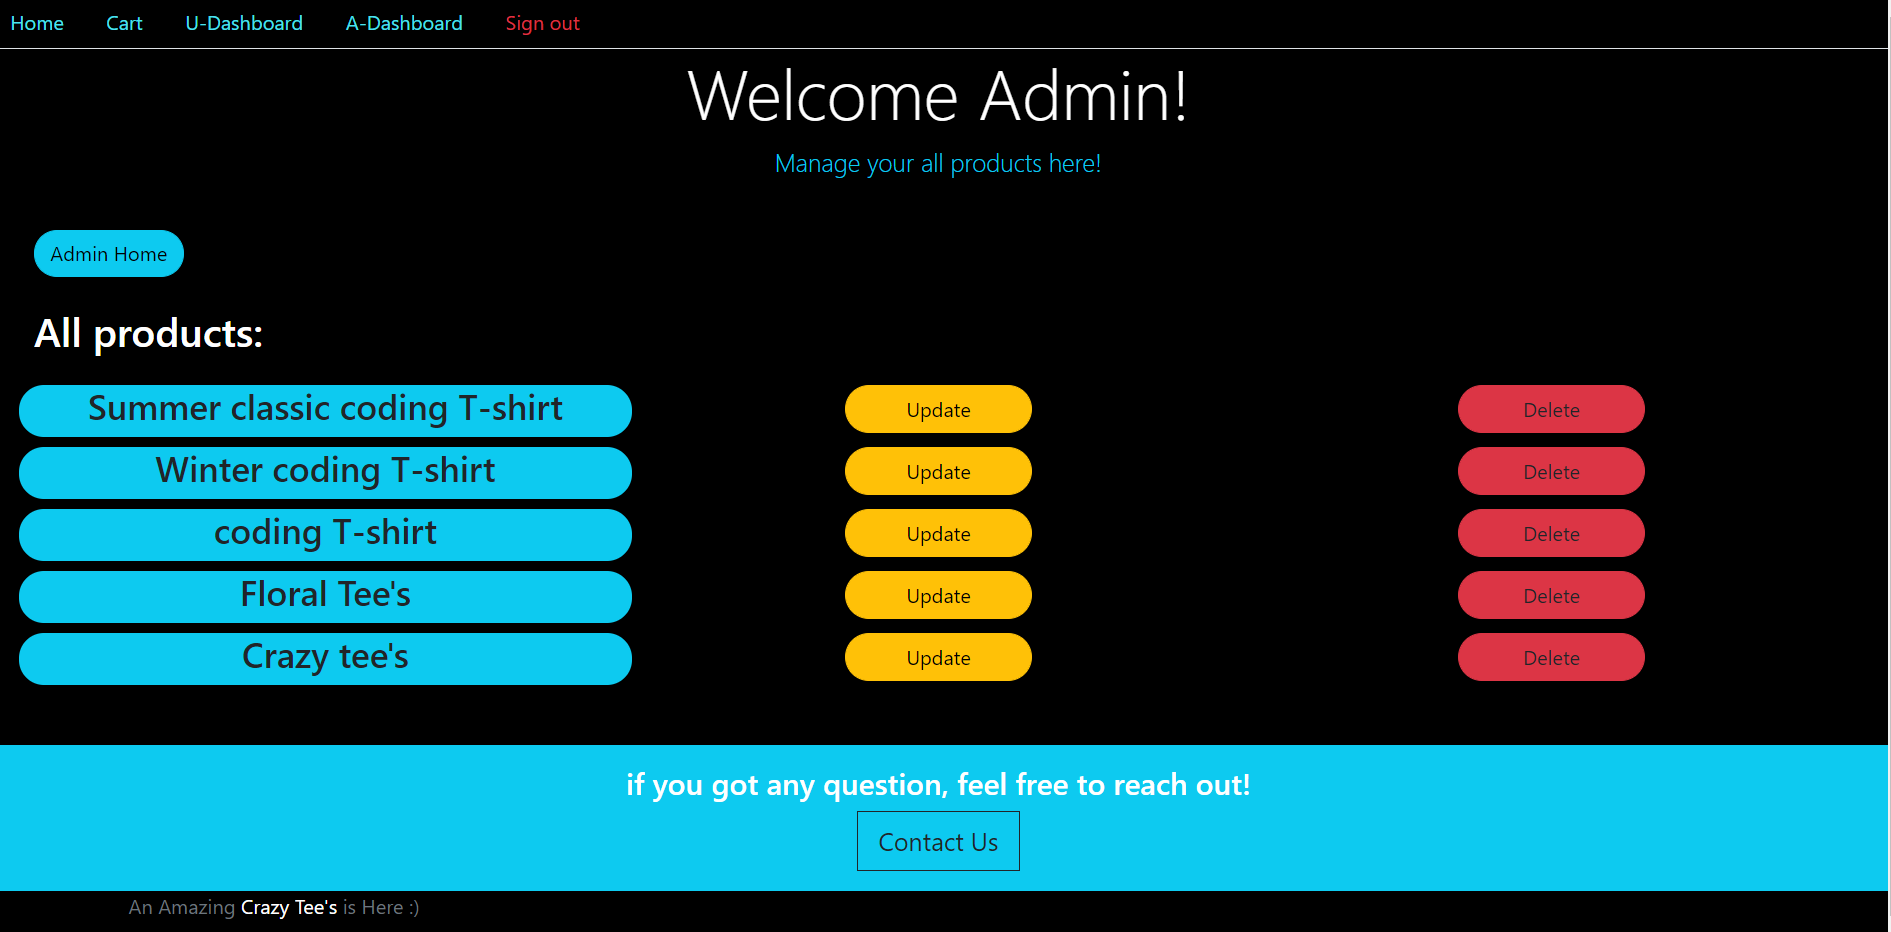 Home Cart U-Dashboard A-Dashboard Sign out
Welcome Admin!
Manage your all products here!
Admin Home
All products:
Summer classic coding T-shirt Update Delete
Winter coding T-shirt Update Delete
coding T-shirt Update Delete
Floral Tee's Update Delete
Crazy tee's Update Delete
if you got any question, feel free to reach out!
Contact Us
An Amazing Crazy Tee's is Here :)